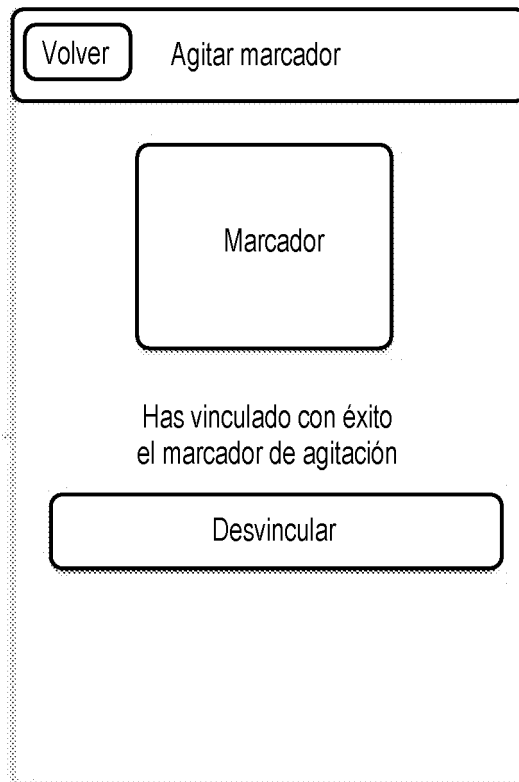 Volver Agitar marcador
Marcador
Has vinculado con éxito
el marcador de agitación
Desvincular